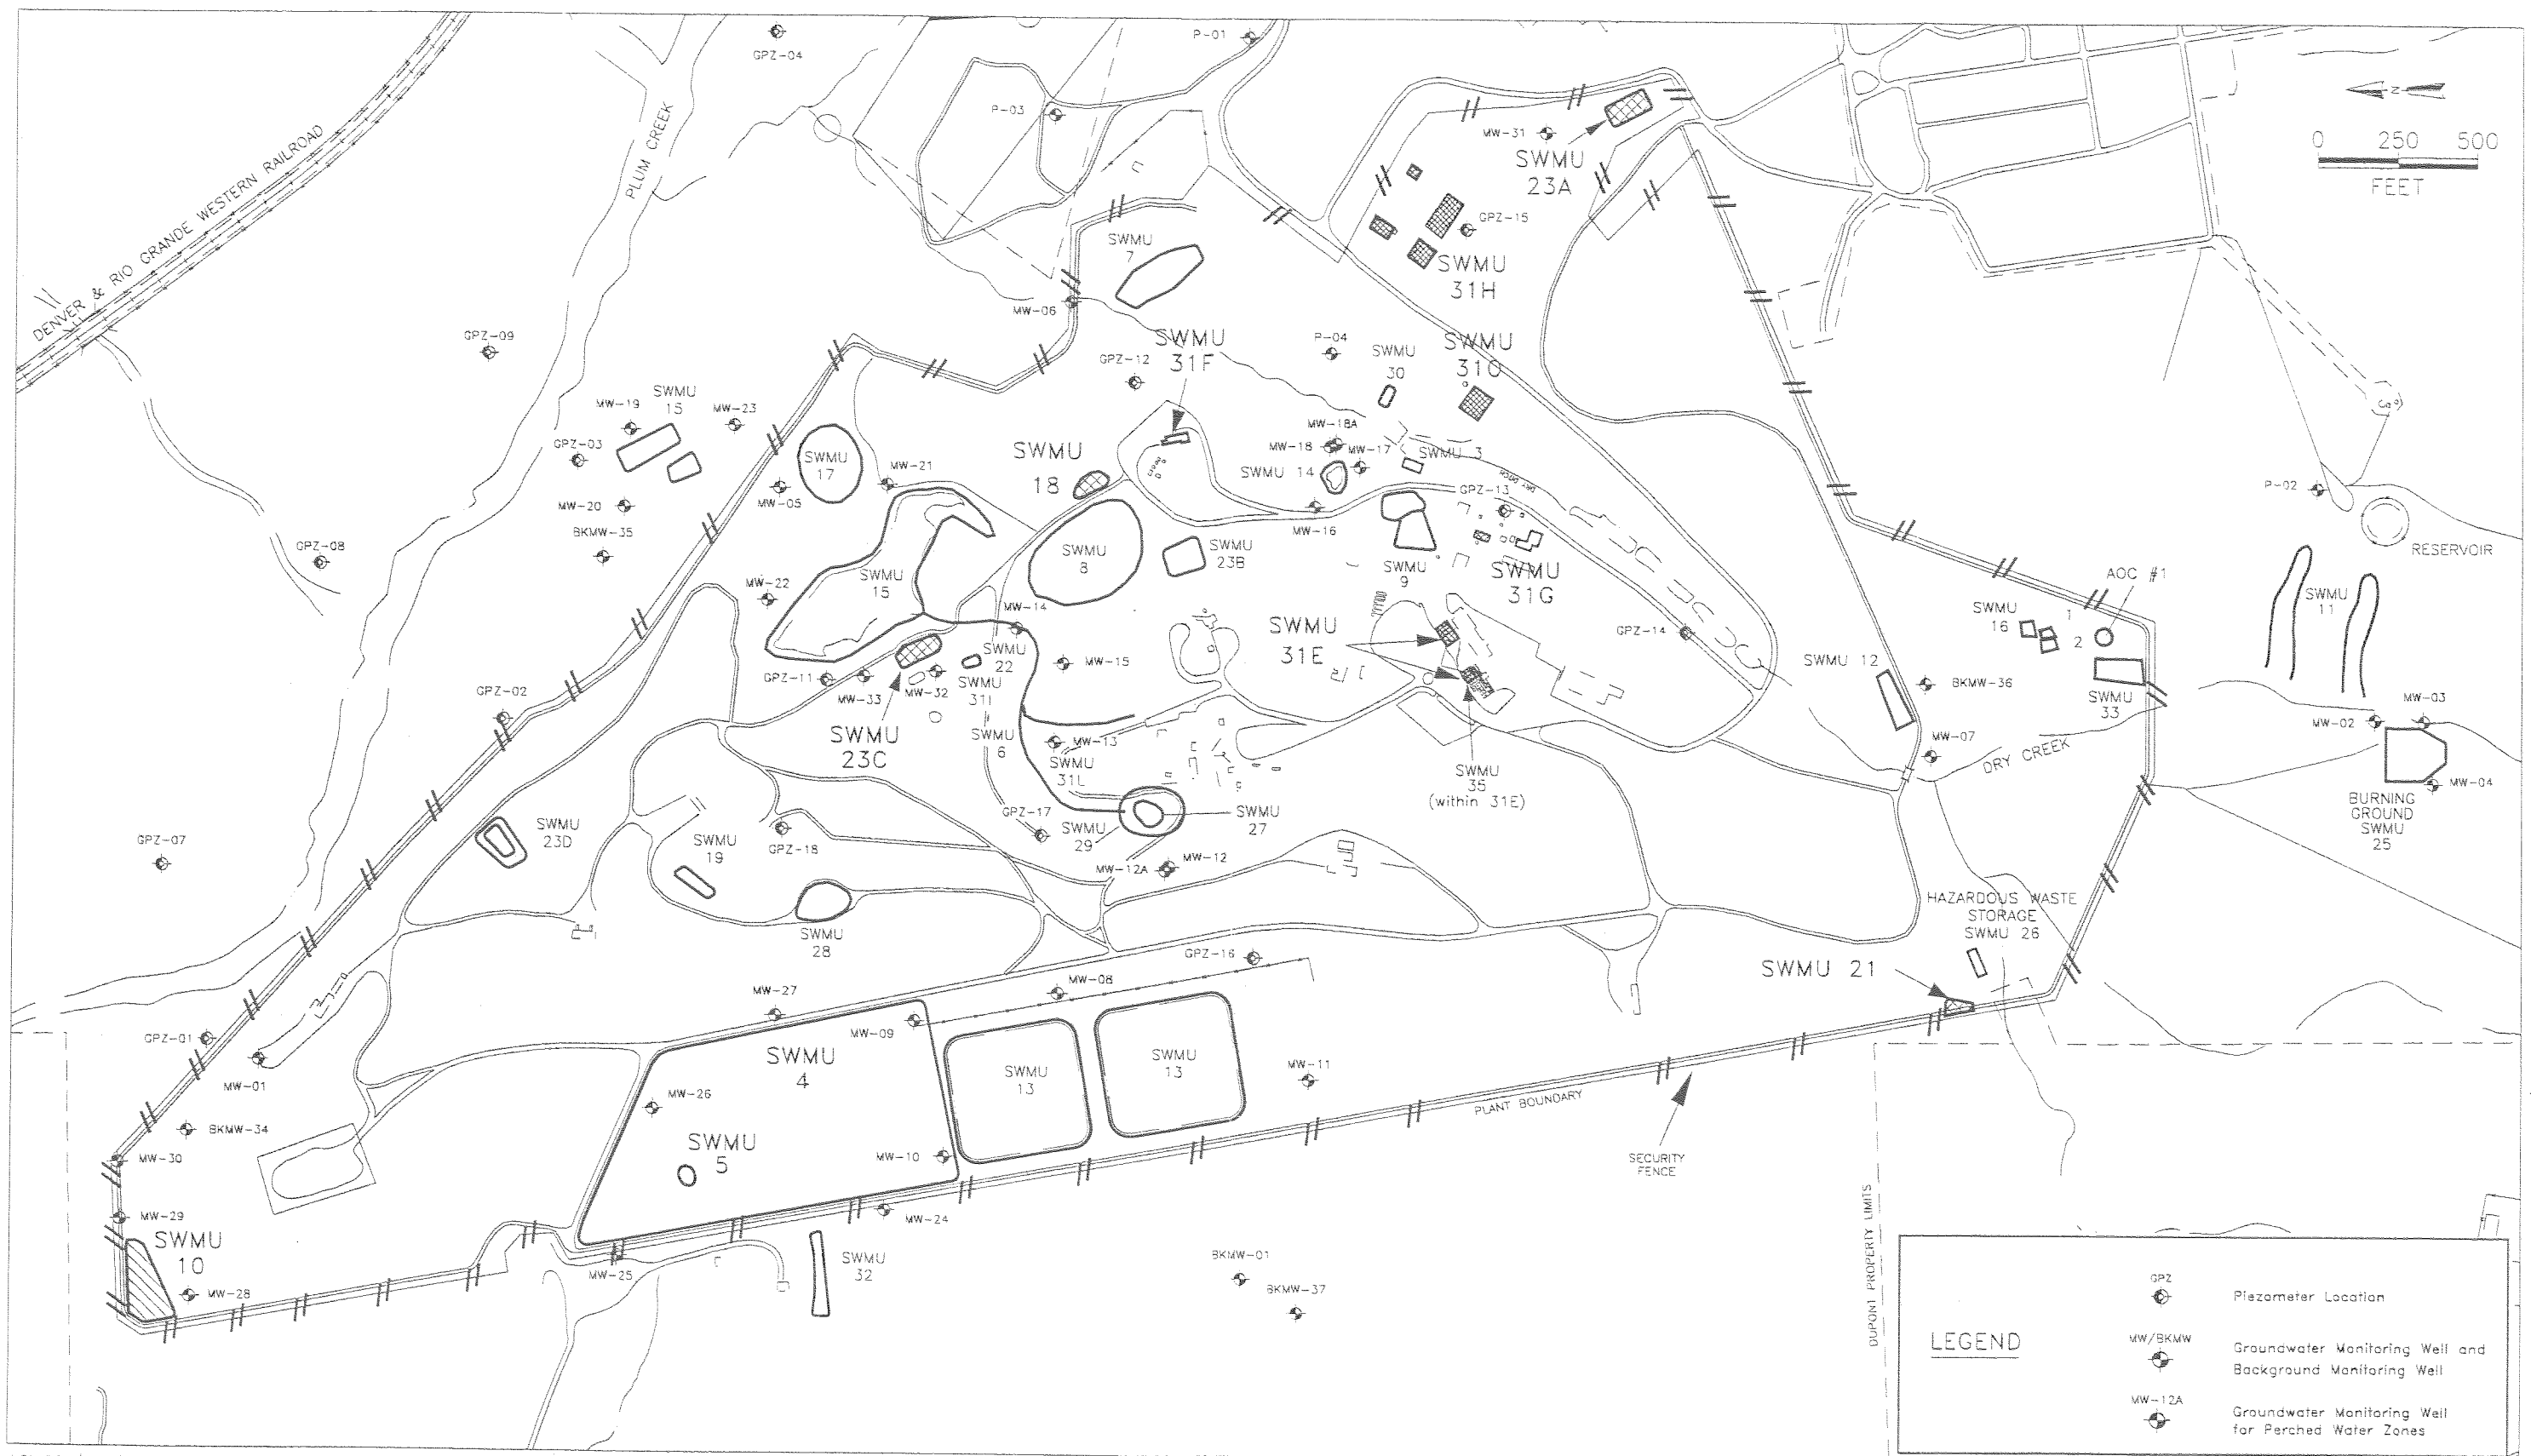 GPZ-04
P-01
P-03
DENVER & RIO GRANDE WESTERN RAILROAD
PLUM CREEK
MW-31
SWMU
23A
N
0 250 500
FEET
GPZ-15
SWMU
31H
SWMU
7
MW-06
GPZ-09
GPZ-12
SWMU
31F
P-04
SWMU
30
SWMU
310
MW-19
SWMU
15
MW-23
GPZ-03
MW-20
BKMW-35
GPZ-08
SWMU
17
MW-05
MW-21
SWMU
18
MW-18A
MW-18
MW-17
SWMU 14
SWMU 3
DRY DITCH
GPZ-13
MW-16
P-02
RESERVOIR
SWMU
8
SWMU
23B
SWMU
9
SWMU
31G
MW-22
SWMU
15
MW-14
SWMU
22
MW-15
SWMU
31E
GPZ-14
AOC #1
SWMU
16
1
2
SWMU
11
SWMU 12
BKMW-36
SWMU
33
MW-03
MW-02
MW-04
MW-07
DRY CREEK
BURNING
GROUND
SWMU
25
GPZ-02
GPZ-11
MW-33
MW-32
SWMU
31I
SWMU
23C
SWMU
6
MW-13
SWMU
31L
SWMU
35
(within 31E)
GPZ-07
SWMU
23D
SWMU
19
GPZ-18
GPZ-17
SWMU
29
SWMU
27
MW-12
MW-12A
SWMU
28
HAZARDOUS WASTE
STORAGE
SWMU 26
SWMU 21
GPZ-16
MW-08
MW-27
MW-09
GPZ-01
MW-01
SWMU
4
SWMU
13
SWMU
13
MW-11
MW-26
SWMU
5
MW-10
PLANT BOUNDARY
SECURITY
FENCE
BKMW-34
MW-30
MW-29
SWMU
10
MW-28
MW-25
MW-24
SWMU
32
BKMW-01
BKMW-37
DUPONT PROPERTY LIMITS
LEGEND
GPZ
Piezometer Location
MW/BKMW
Groundwater Monitoring Well and
Background Monitoring Well
MW-12A
Groundwater Monitoring Well
for Perched Water Zones